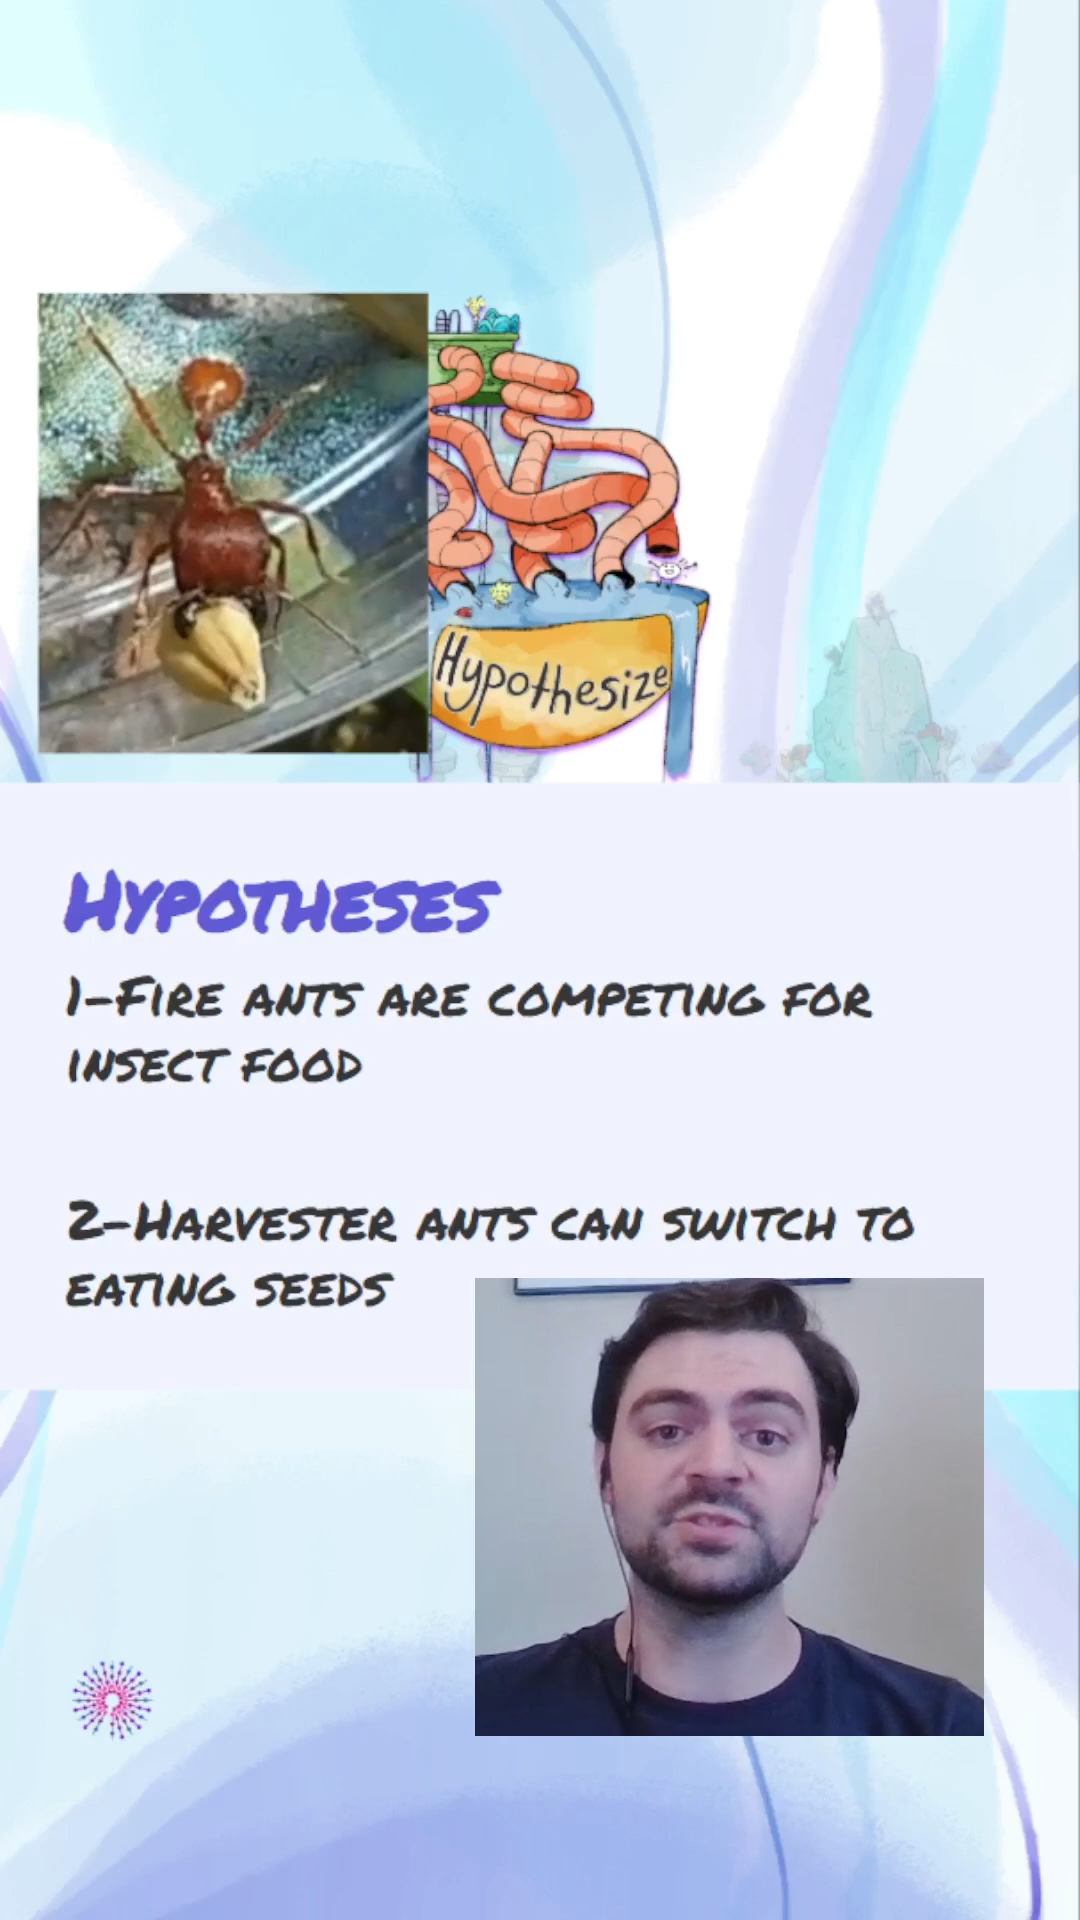 Hypothesize
HYPOTHESES
1-FIRE ANTS ARE COMPETING FOR
INSECT FOOD
2-HARVESTER ANTS CAN SWITCH TO
EATING SEEDS